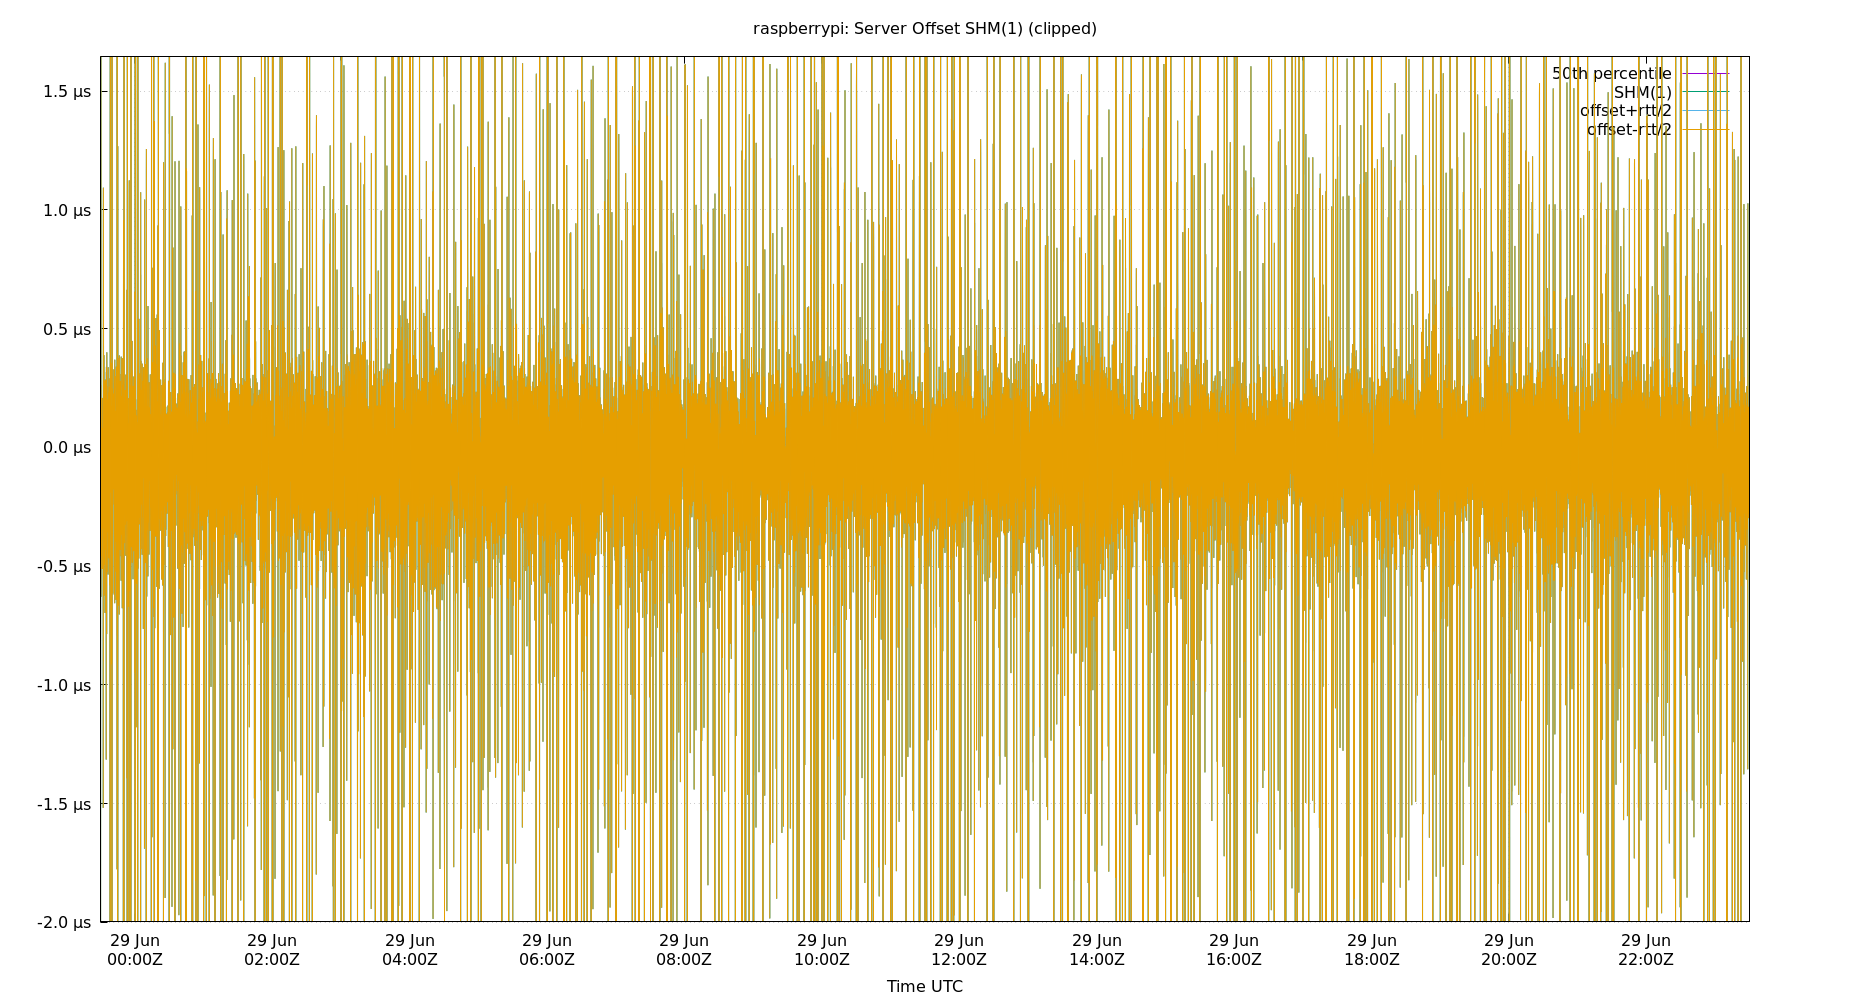 raspberrypi: Server Offset SHM(1) (clipped)
50th percentile
SHM(1)
offset+rtt/2
offset-rtt/2
1.5 µs
1.0 µs
0.5 µs
0.0 µs
-0.5 µs
-1.0 µs
-1.5 µs
-2.0 µs
29 Jun 29 Jun 29 Jun 29 Jun 29 Jun 29 Jun 29 Jun 29 Jun 29 Jun 29 Jun 29 Jun 29 Jun
00:00Z 02:00Z 04:00Z 06:00Z 08:00Z 10:00Z 12:00Z 14:00Z 16:00Z 18:00Z 20:00Z 22:00Z
Time UTC